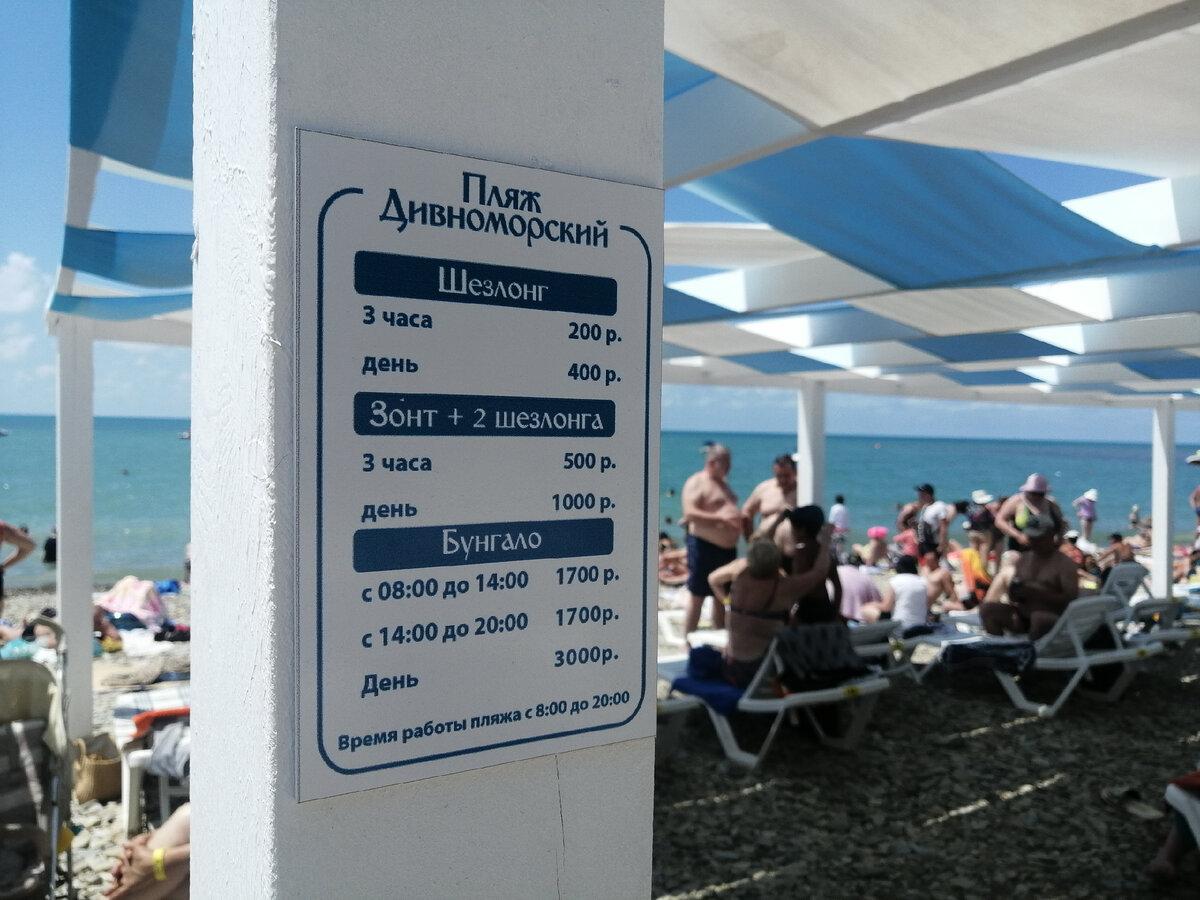 Пляж
Дивноморский
Шезлонг
3 часа 200 р.
день 400 р.
Зонт + 2 шезлонга
3 часа 500 р.
день 1000 р.
Бунгало
с 08:00 до 14:00 1700 р.
с 14:00 до 20:00 1700р.
День 3000р.
Время работы пляжа с 8:00 до 20:00